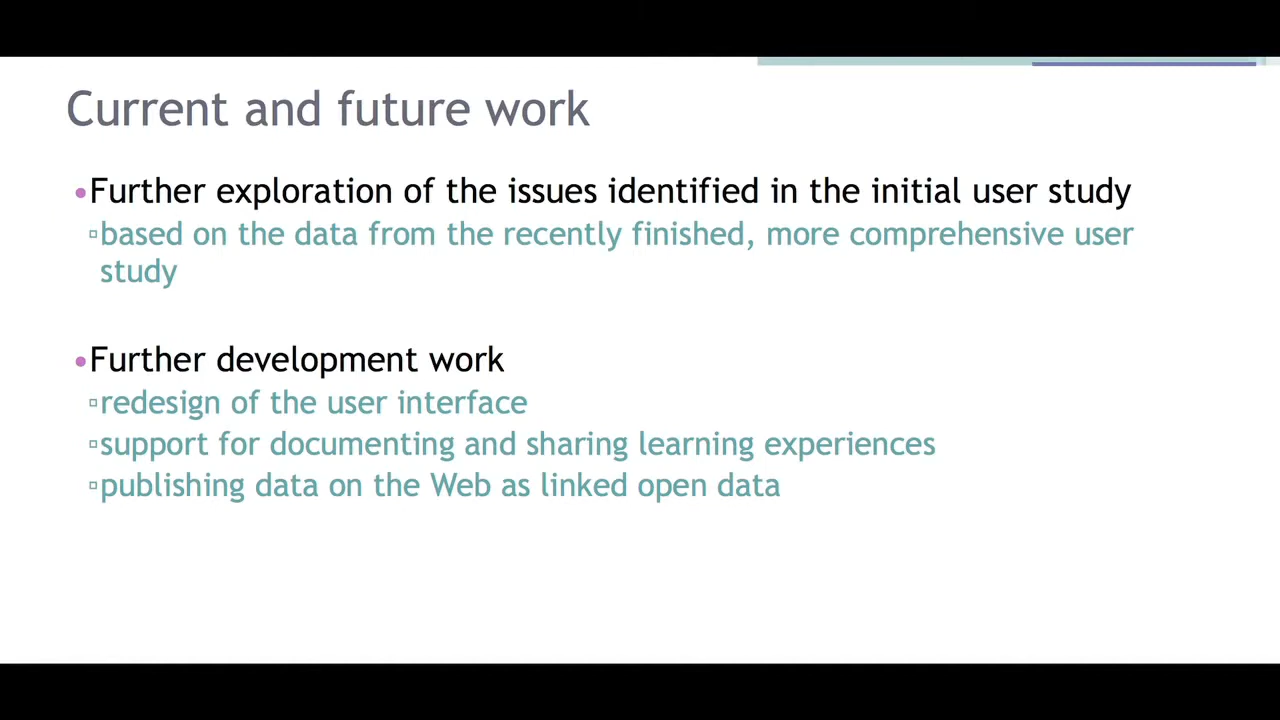 Current and future work
•Further exploration of the issues identified in the initial user study
▫based on the data from the recently finished, more comprehensive user
study
•Further development work
▫redesign of the user interface
▫support for documenting and sharing learning experiences
▫publishing data on the Web as linked open data